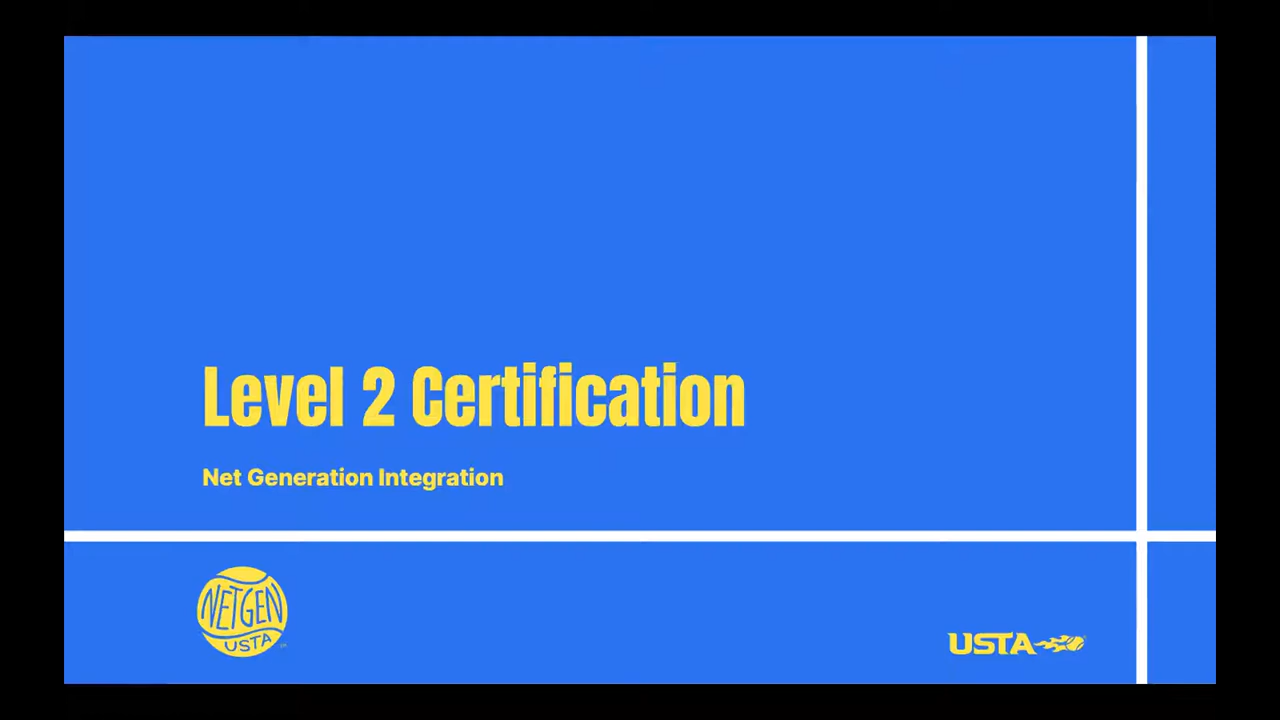 Level 2 Certification
Net Generation Integration
NETGEN
USTA
USTA